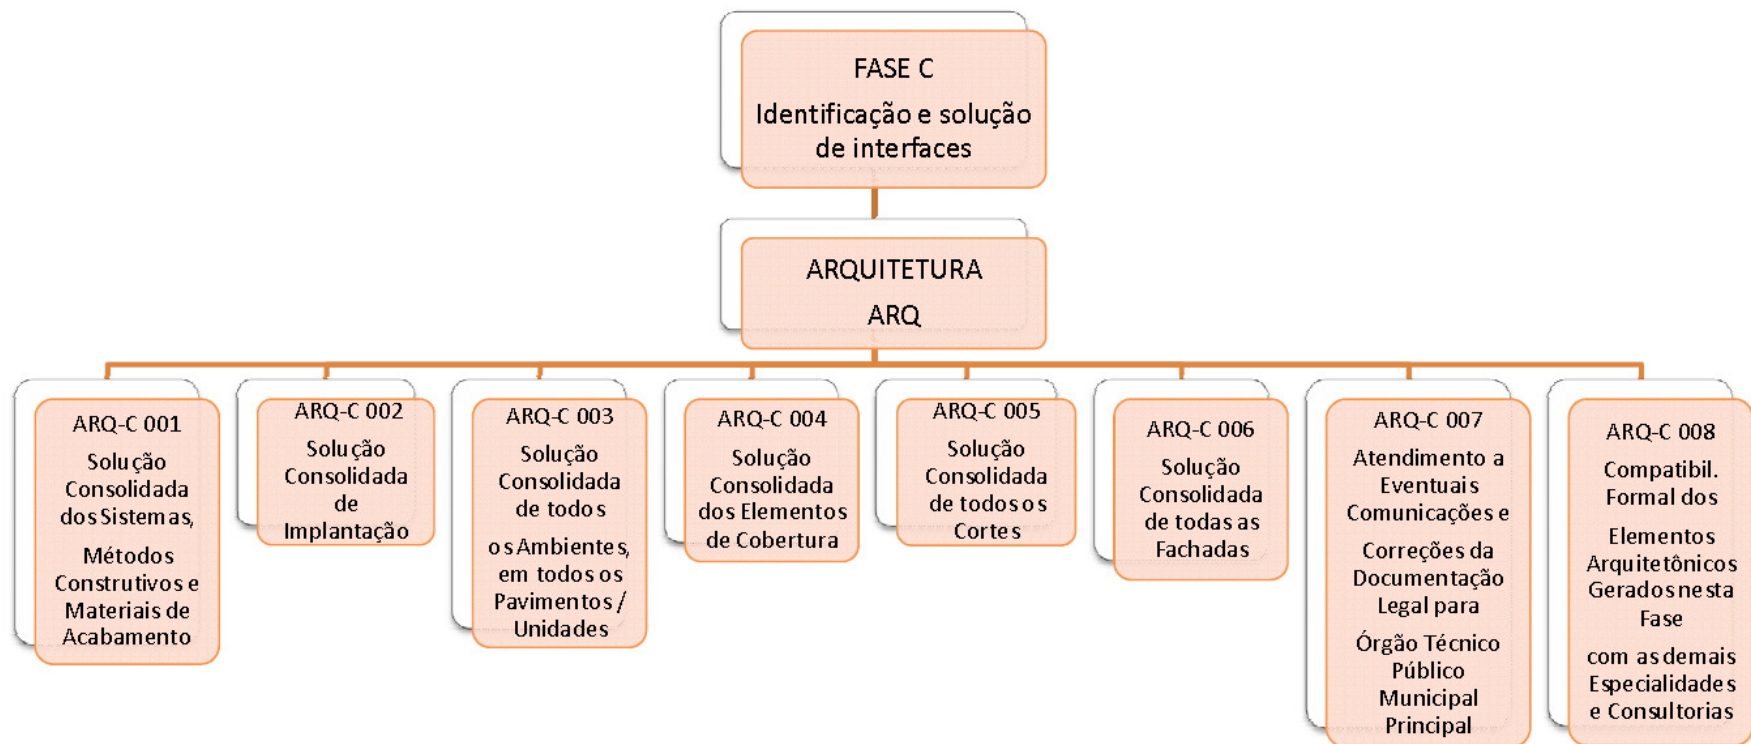 FASE C
Identificação e solução
de interfaces
ARQUITETURA
ARQ
ARQ-C 001
Solução
Consolidada
dos Sistemas,
Métodos
Construtivos e
Materiais de
Acabamento
ARQ-C 002
Solução
Consolidada
de
Implantação
ARQ-C 003
Solução
Consolidada
de todos
os Ambientes,
em todos os
Pavimentos /
Unidades
ARQ-C 004
Solução
Consolidada
dos Elementos
de Cobertura
ARQ-C 005
Solução
Consolidada
de todos os
Cortes
ARQ-C 006
Solução
Consolidada
de todas as
Fachadas
ARQ-C 007
Atendimento a
Eventuais
Comunicações e
Correções da
Documentação
Legal para
Órgão Técnico
Público
Municipal
Principal
ARQ-C 008
Compatibil.
Formal dos
Elementos
Arquitetônicos
Gerados nesta
Fase
com as demais
Especialidades
e Consultorias